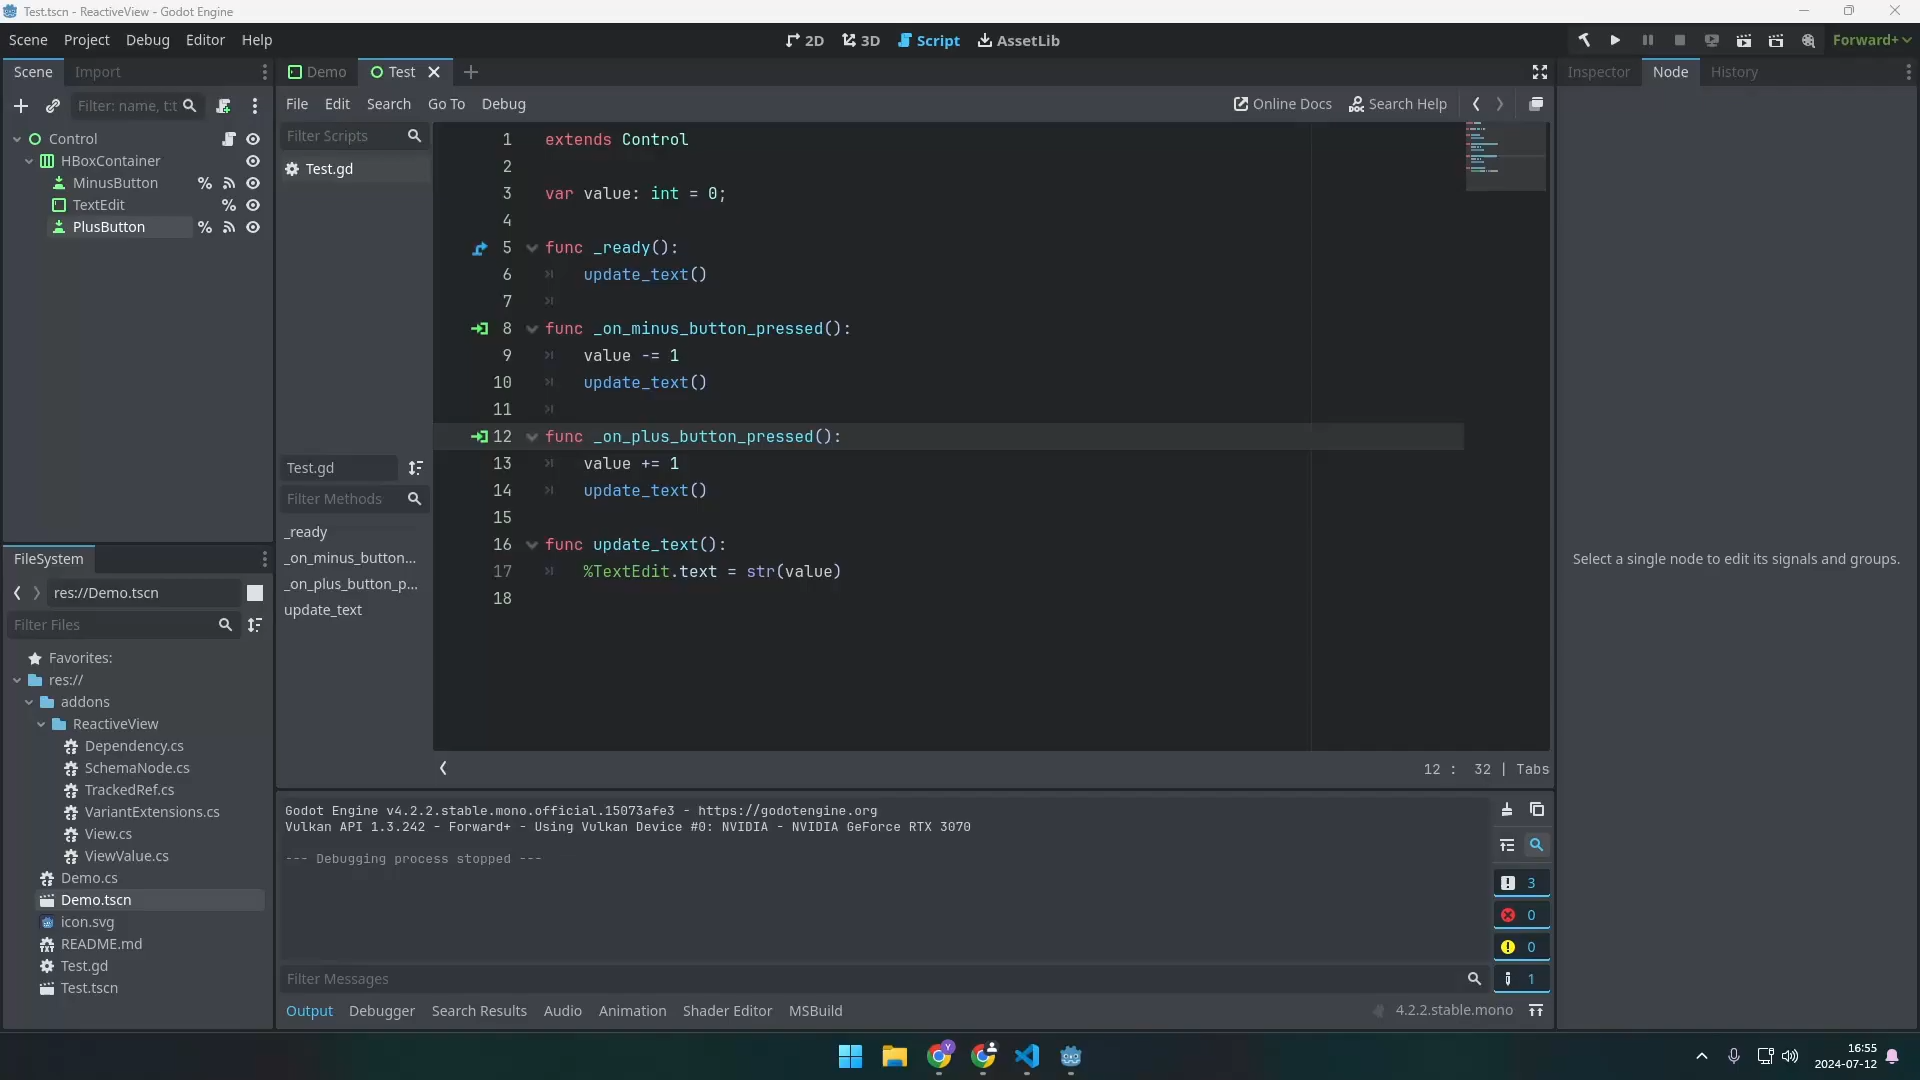 Test.tscn - ReactiveView - Godot Engine
Scene Project Debug Editor Help
2D 3D Script AssetLib
Forward+
Scene Import
Filter: name, t:t
Control
HBoxContainer
MinusButton %
TextEdit %
PlusButton %
Demo Test
File Edit Search Go To Debug
Online Docs Search Help
Filter Scripts
Test.gd
Test.gd
Filter Methods
_ready
_on_minus_button...
_on_plus_button_p...
update_text
1 extends Control
2
3 var value: int = 0;
4
5 func _ready():
6 update_text()
7
8 func _on_minus_button_pressed():
9 value -= 1
10 update_text()
11
12 func _on_plus_button_pressed():
13 value += 1
14 update_text()
15
16 func update_text():
17 %TextEdit.text = str(value)
18
12 : 32 | Tabs
Inspector Node History
Select a single node to edit its signals and groups.
FileSystem
res://Demo.tscn
Filter Files
Favorites:
res://
addons
ReactiveView
Dependency.cs
SchemaNode.cs
TrackedRef.cs
VariantExtensions.cs
View.cs
ViewValue.cs
Demo.cs
Demo.tscn
icon.svg
README.md
Test.gd
Test.tscn
Godot Engine v4.2.2.stable.mono.official.15073afe3 - https://godotengine.org
Vulkan API 1.3.242 - Forward+ - Using Vulkan Device #0: NVIDIA - NVIDIA GeForce RTX 3070
--- Debugging process stopped ---
3
0
0
1
Filter Messages
Output Debugger Search Results Audio Animation Shader Editor MSBuild
4.2.2.stable.mono
Y
16:55
2024-07-12